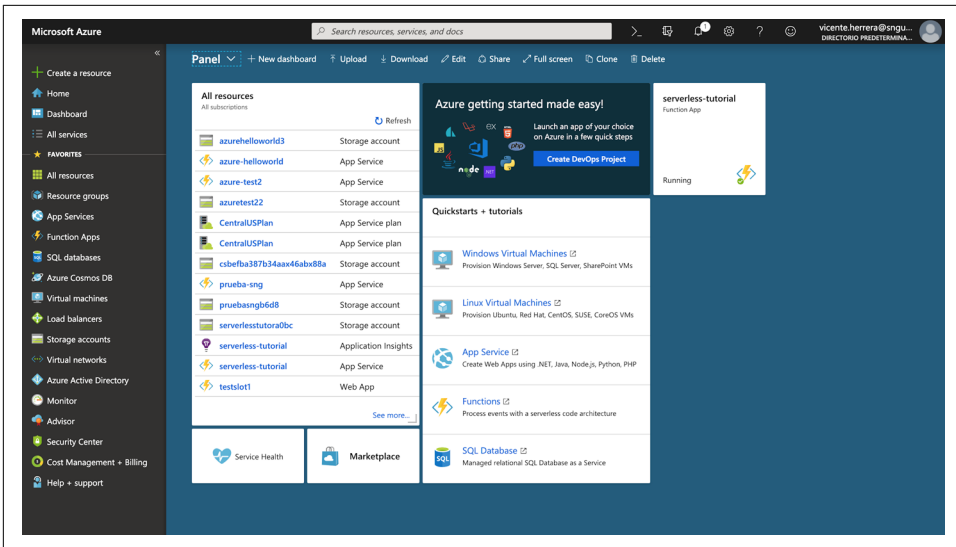 Microsoft Azure
Search resources, services, and docs
1
vicente.herrera@sngu...
DIRECTORIO PREDETERMINA...
Create a resource
Home
Dashboard
All services
FAVORITES
All resources
Resource groups
App Services
Function Apps
SQL databases
Azure Cosmos DB
Virtual machines
Load balancers
Storage accounts
Virtual networks
Azure Active Directory
Monitor
Advisor
Security Center
Cost Management + Billing
Help + support
Panel New dashboard Upload Download Edit Share Full screen Clone Delete
All resources
All subscriptions
Refresh
azurehelloworld3 Storage account
azure-helloworld App Service
azure-test2 App Service
azuretest22 Storage account
CentralUSPlan App Service plan
CentralUSPlan App Service plan
csbefba387b34aax46abx88a Storage account
prueba-sng App Service
pruebasngb6d8 Storage account
serverlesstutora0bc Storage account
serverless-tutorial Application Insights
serverless-tutorial App Service
testslot1 Web App
See more...
Service Health
Marketplace
Azure getting started made easy!
Launch an app of your choice
on Azure in a few quick steps
Create DevOps Project
EX
JS
php
node
.NET
Quickstarts + tutorials
Windows Virtual Machines
Provision Windows Server, SQL Server, SharePoint VMs
Linux Virtual Machines
Provision Ubuntu, Red Hat, CentOS, SUSE, CoreOS VMs
App Service
Create Web Apps using .NET, Java, Node.js, Python, PHP
Functions
Process events with a serverless code architecture
SQL
SQL Database
Managed relational SQL Database as a Service
serverless-tutorial
Function App
Running